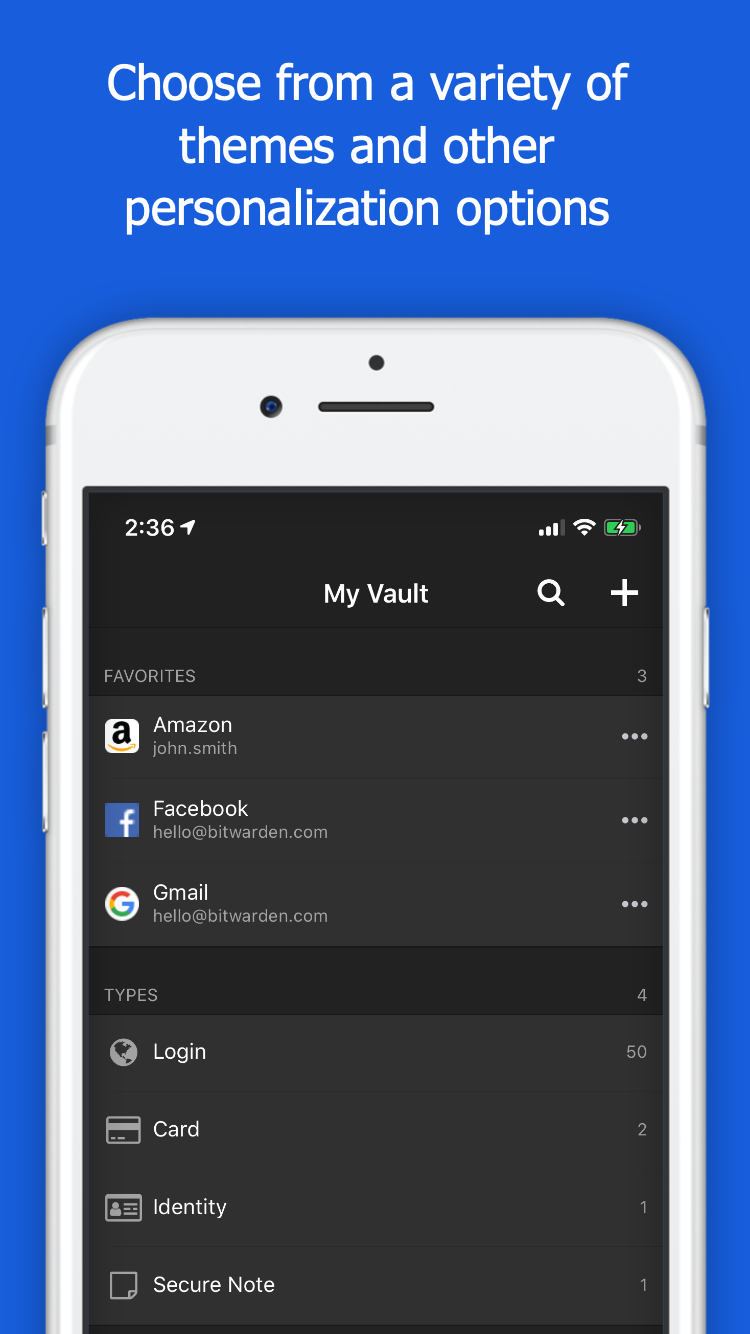 Choose from a variety of
themes and other
personalization options
2:36
My Vault
FAVORITES 3
Amazon
john.smith
Facebook
hello@bitwarden.com
Gmail
hello@bitwarden.com
TYPES 4
Login 50
Card 2
Identity 1
Secure Note 1